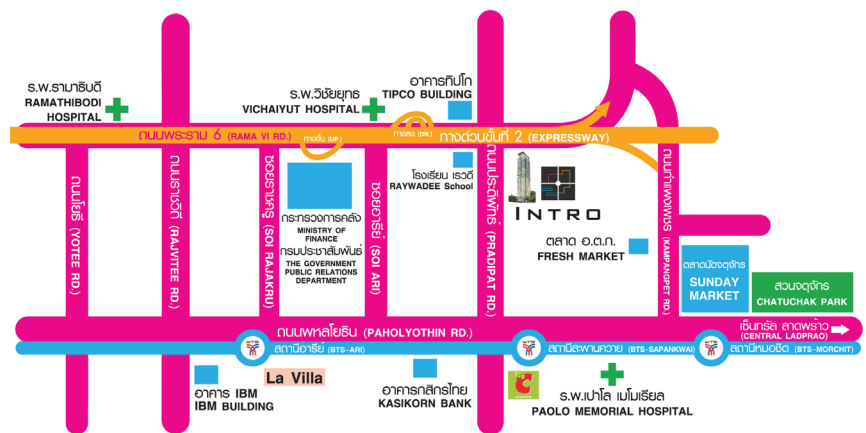 ร.พ.รามาธิบดี
RAMATHIBODI
HOSPITAL
ร.พ.วิชัยยุทธ
VICHAIYUT HOSPITAL
อาคารทิปโก
TIPCO BUILDING
ถนนพระราม 6 (RAMA VI RD.)
ทางขึ้น (UP.)
ทางลง (DN.)
ทางด่วนขั้นที่ 2 (EXPRESSWAY)
ถนนโยธี (YOTEE RD.)
ถนนราชวิถี (RAJVITEE RD.)
ซอยราชครู (SOI RAJAKRU)
กระทรวงการคลัง
MINISTRY OF
FINANCE
กรมประชาสัมพันธ์
THE GOVERNMENT
PUBLIC RELATIONS
DEPARTMENT
ซอยอารีย์ (SOI ARI)
โรงเรียน เรวดี
RAYWADEE School
ถนนประดิพัทธ์ (PRADIPAT RD.)
INTRO
ตลาด อ.ต.ก.
FRESH MARKET
ถนนกำแพงเพชร (KAMPANGPET RD.)
ตลาดนัดจตุจักร
SUNDAY
MARKET
สวนจตุจักร
CHATUCHAK PARK
ถนนพหลโยธิน (PAHOLYOTHIN RD.)
เซ็นทรัล ลาดพร้าว
(CENTRAL LADPRAO)
BTS
สถานีอารีย์ (BTS-ARI)
BTS
สถานีสะพานควาย (BTS-SAPANKWAI)
BTS
สถานีหมอชิต (BTS-MORCHIT)
อาคาร IBM
IBM BUILDING
La Villa
อาคารกสิกรไทย
KASIKORN BANK
Big C
ร.พ.เปาโล เมโมเรียล
PAOLO MEMORIAL HOSPITAL